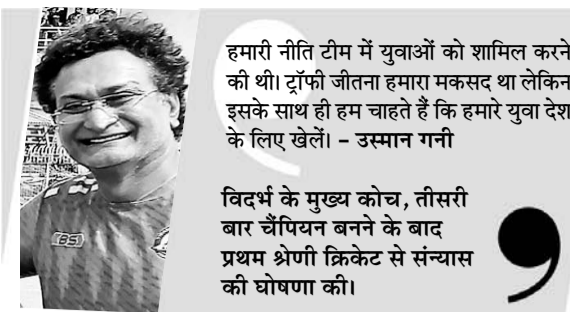 हमारी नीति टीम में युवाओं को शामिल करने
की थी। ट्रॉफी जीतना हमारा मकसद था लेकिन
इसके साथ ही हम चाहते हैं कि हमारे युवा देश
के लिए खेलें। – उस्मान गनी
विदर्भ के मुख्य कोच, तीसरी
बार चैंपियन बनने के बाद
प्रथम श्रेणी क्रिकेट से संन्यास
की घोषणा की।